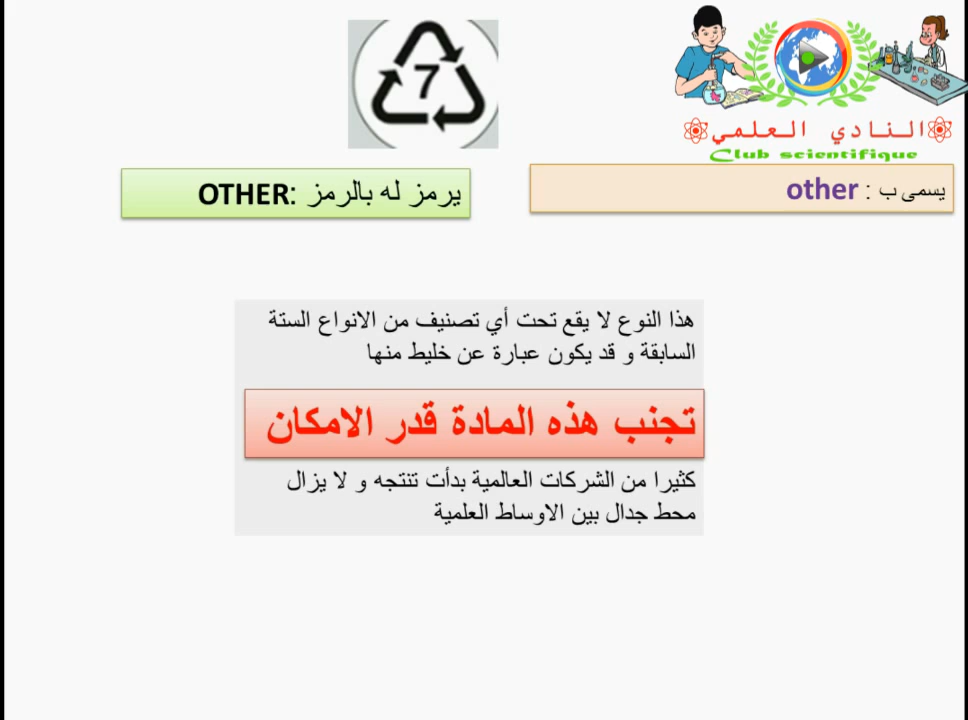 7
النادي العلمي
Club scientifique
يسمى ب : other
يرمز له بالرمز :OTHER
هذا النوع لا يقع تحت أي تصنيف من الانواع الستة
السابقة و قد يكون عبارة عن خليط منها
تجنب هذه المادة قدر الامكان
كثيرا من الشركات العالمية بدأت تنتجه و لا يزال
محط جدال بين الاوساط العلمية